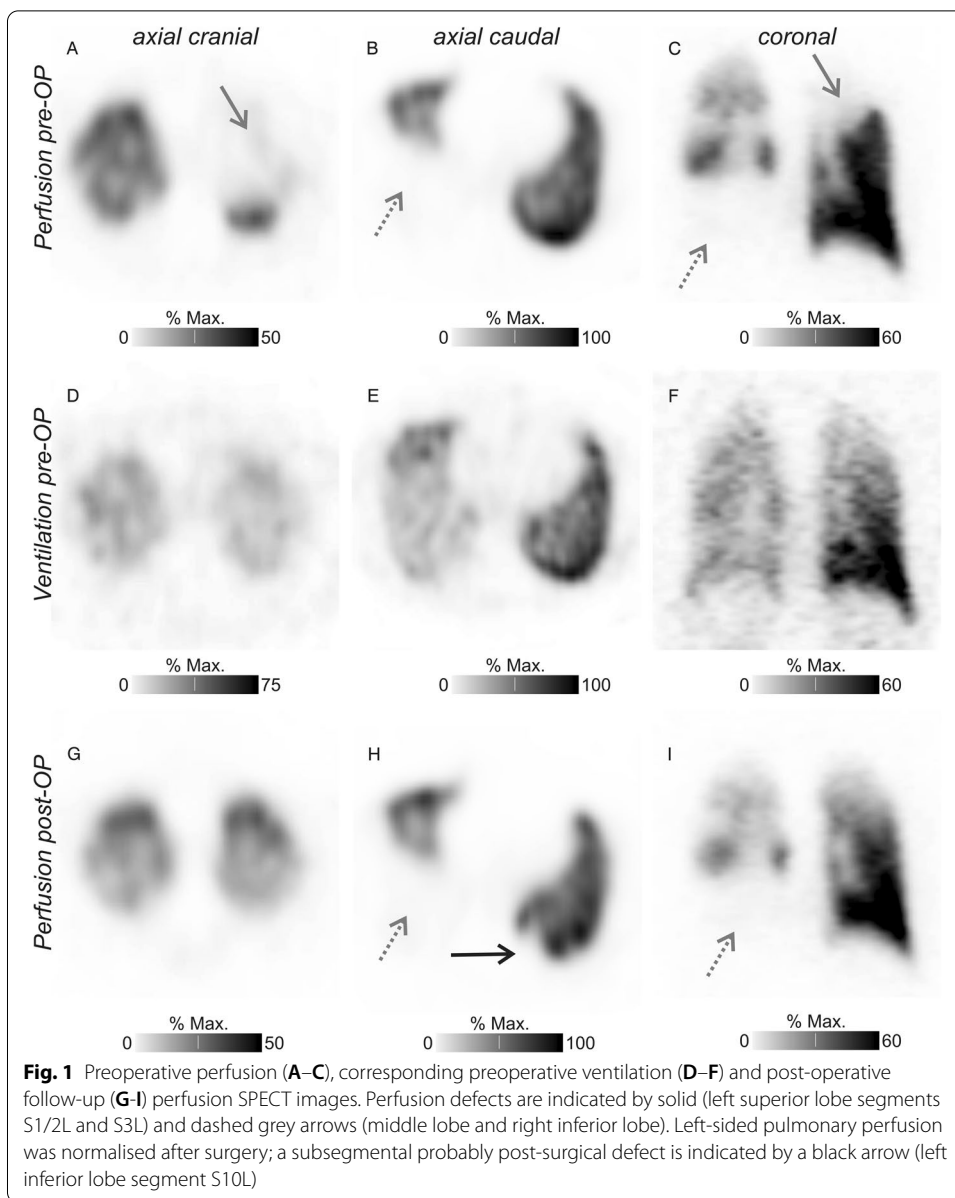 axial cranial axial caudal coronal
A B C
Perfusion pre-OP
% Max. % Max. % Max.
0 50 0 100 0 60
D E F
Ventilation pre-OP
% Max. % Max. % Max.
0 75 0 100 0 60
G H I
Perfusion post-OP
% Max. % Max. % Max.
0 50 0 100 0 60
Fig. 1 Preoperative perfusion (A–C), corresponding preoperative ventilation (D–F) and post-operative
follow-up (G-I) perfusion SPECT images. Perfusion defects are indicated by solid (left superior lobe segments
S1/2L and S3L) and dashed grey arrows (middle lobe and right inferior lobe). Left-sided pulmonary perfusion
was normalised after surgery; a subsegmental probably post-surgical defect is indicated by a black arrow (left
inferior lobe segment S10L)